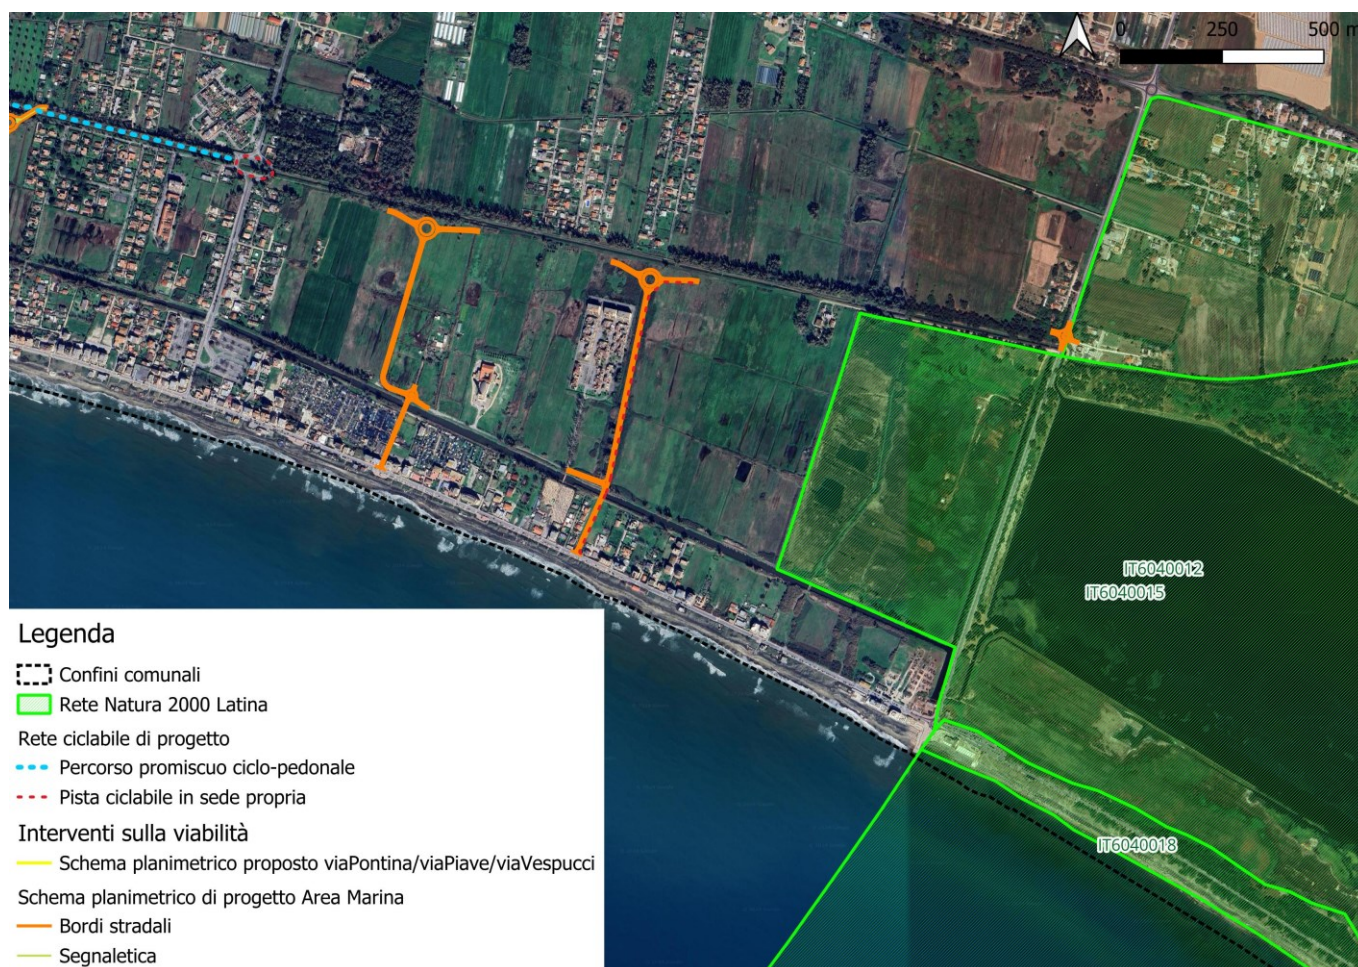 0 250 500 m
IT6040012
IT6040015
IT6040018
Legenda
Confini comunali
Rete Natura 2000 Latina
Rete ciclabile di progetto
Percorso promiscuo ciclo-pedonale
Pista ciclabile in sede propria
Interventi sulla viabilità
Schema planimetrico proposto viaPontina/viaPiave/viaVespucci
Schema planimetrico di progetto Area Marina
Bordi stradali
Segnaletica